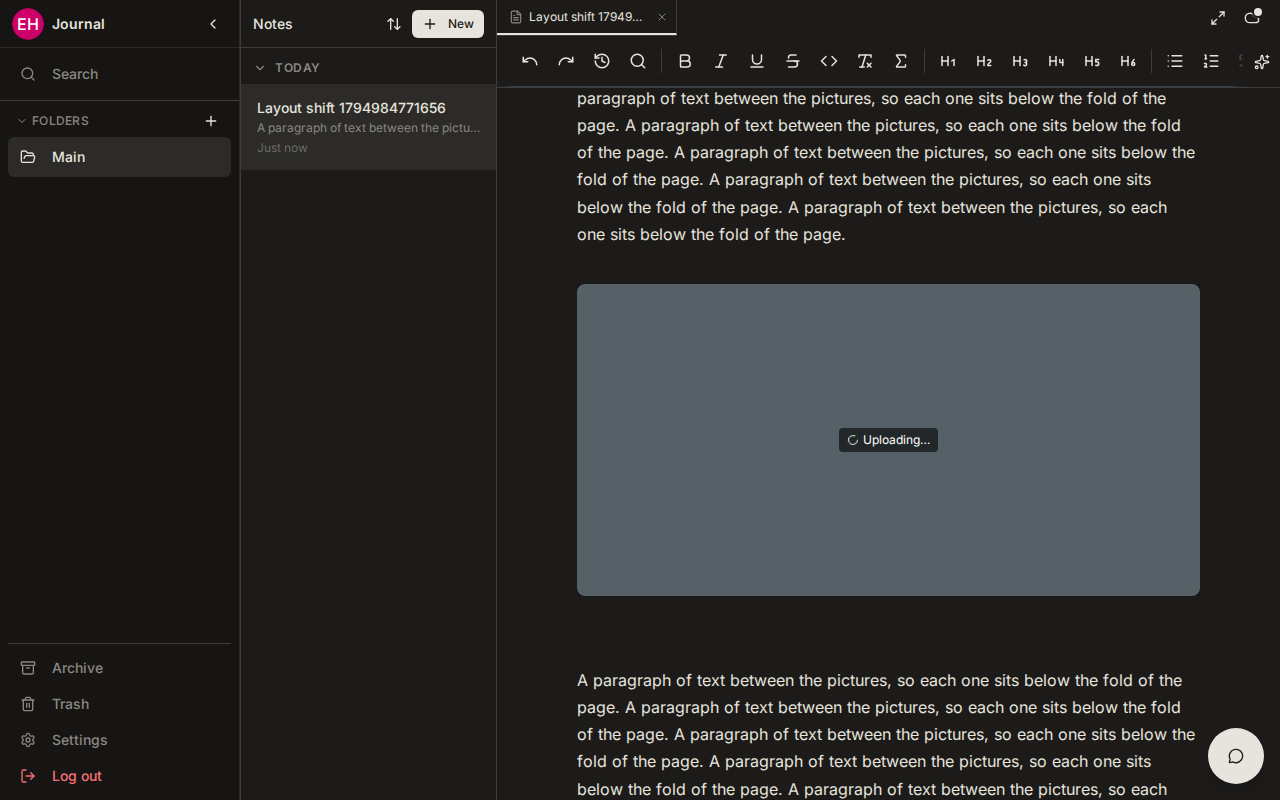 EH Journal
Search
FOLDERS
Main
Archive
Trash
Settings
Log out
Notes
New
TODAY
Layout shift 1794984771656
A paragraph of text between the pictu...
Just now
Layout shift 17949...
H1 H2 H3 H4 H5 H6
paragraph of text between the pictures, so each one sits below the fold of the
page. A paragraph of text between the pictures, so each one sits below the fold
of the page. A paragraph of text between the pictures, so each one sits below the
fold of the page. A paragraph of text between the pictures, so each one sits
below the fold of the page. A paragraph of text between the pictures, so each
one sits below the fold of the page.
Uploading...
A paragraph of text between the pictures, so each one sits below the fold of the
page. A paragraph of text between the pictures, so each one sits below the fold
of the page. A paragraph of text between the pictures, so each one sits below the
fold of the page. A paragraph of text between the pictures, so each one sits
below the fold of the page. A paragraph of text between the pictures, so each